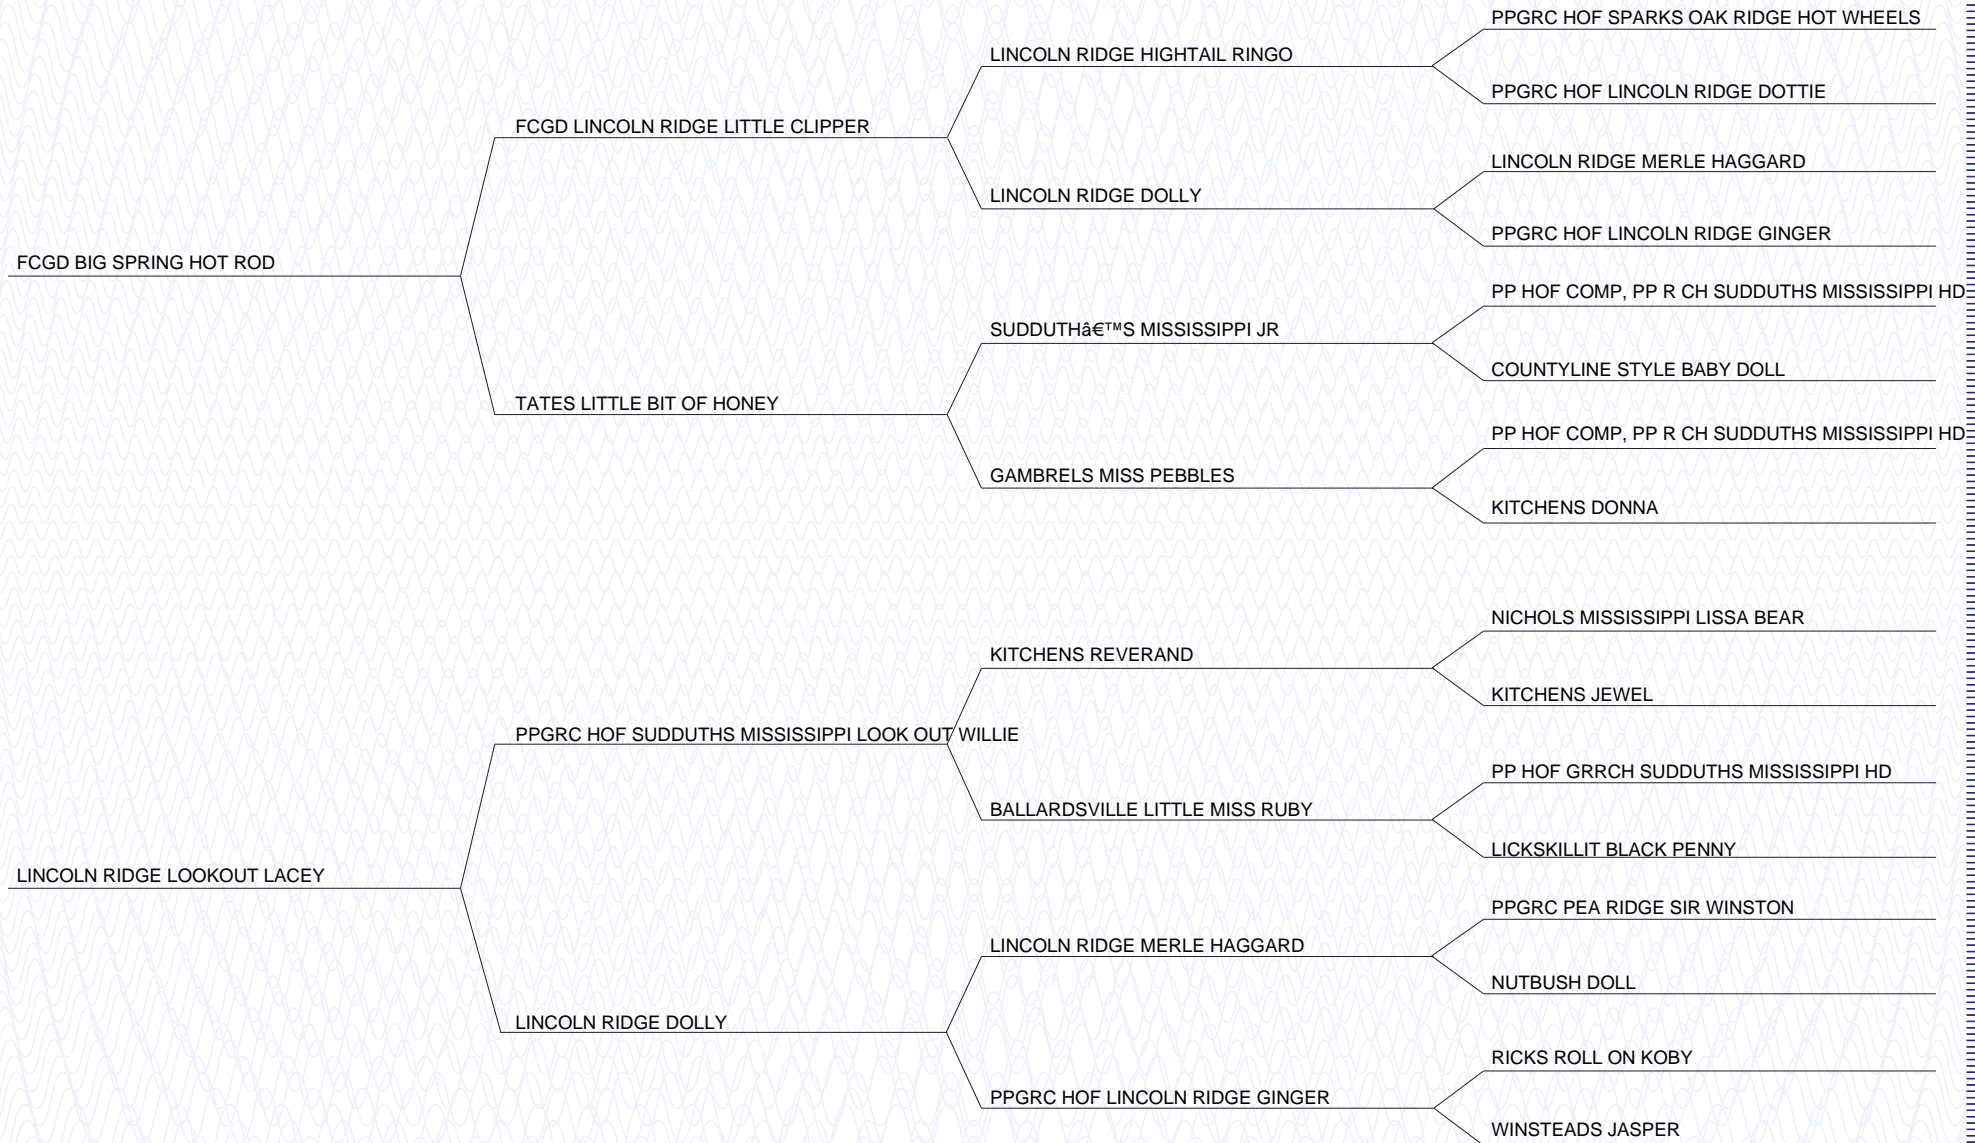 PPGRC HOF SPARKS OAK RIDGE HOT WHEELS
LINCOLN RIDGE HIGHTAIL RINGO
PPGRC HOF LINCOLN RIDGE DOTTIE
FCGD LINCOLN RIDGE LITTLE CLIPPER
LINCOLN RIDGE MERLE HAGGARD
LINCOLN RIDGE DOLLY
PPGRC HOF LINCOLN RIDGE GINGER
FCGD BIG SPRING HOT ROD
PP HOF COMP, PP R CH SUDDUTHS MISSISSIPPI HD
SUDDUTH’S MISSISSIPPI JR
COUNTYLINE STYLE BABY DOLL
TATES LITTLE BIT OF HONEY
PP HOF COMP, PP R CH SUDDUTHS MISSISSIPPI HD
GAMBRELS MISS PEBBLES
KITCHENS DONNA
NICHOLS MISSISSIPPI LISSA BEAR
KITCHENS REVERAND
KITCHENS JEWEL
PPGRC HOF SUDDUTHS MISSISSIPPI LOOK OUT WILLIE
PP HOF GRRCH SUDDUTHS MISSISSIPPI HD
BALLARDSVILLE LITTLE MISS RUBY
LICKSKILLIT BLACK PENNY
LINCOLN RIDGE LOOKOUT LACEY
PPGRC PEA RIDGE SIR WINSTON
LINCOLN RIDGE MERLE HAGGARD
NUTBUSH DOLL
LINCOLN RIDGE DOLLY
RICKS ROLL ON KOBY
PPGRC HOF LINCOLN RIDGE GINGER
WINSTEADS JASPER